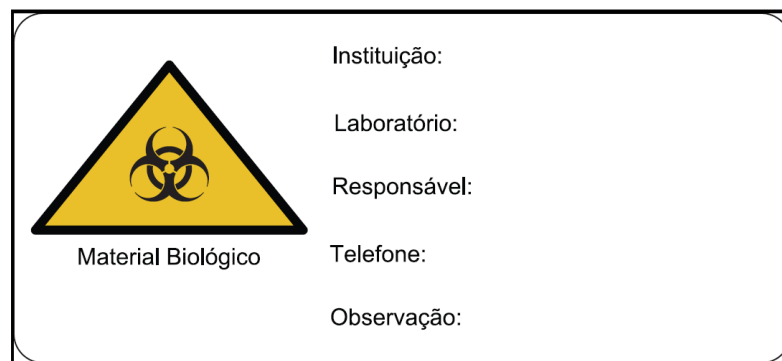 Instituição:
Laboratório:
Responsável:
Material Biológico
Telefone:
Observação: